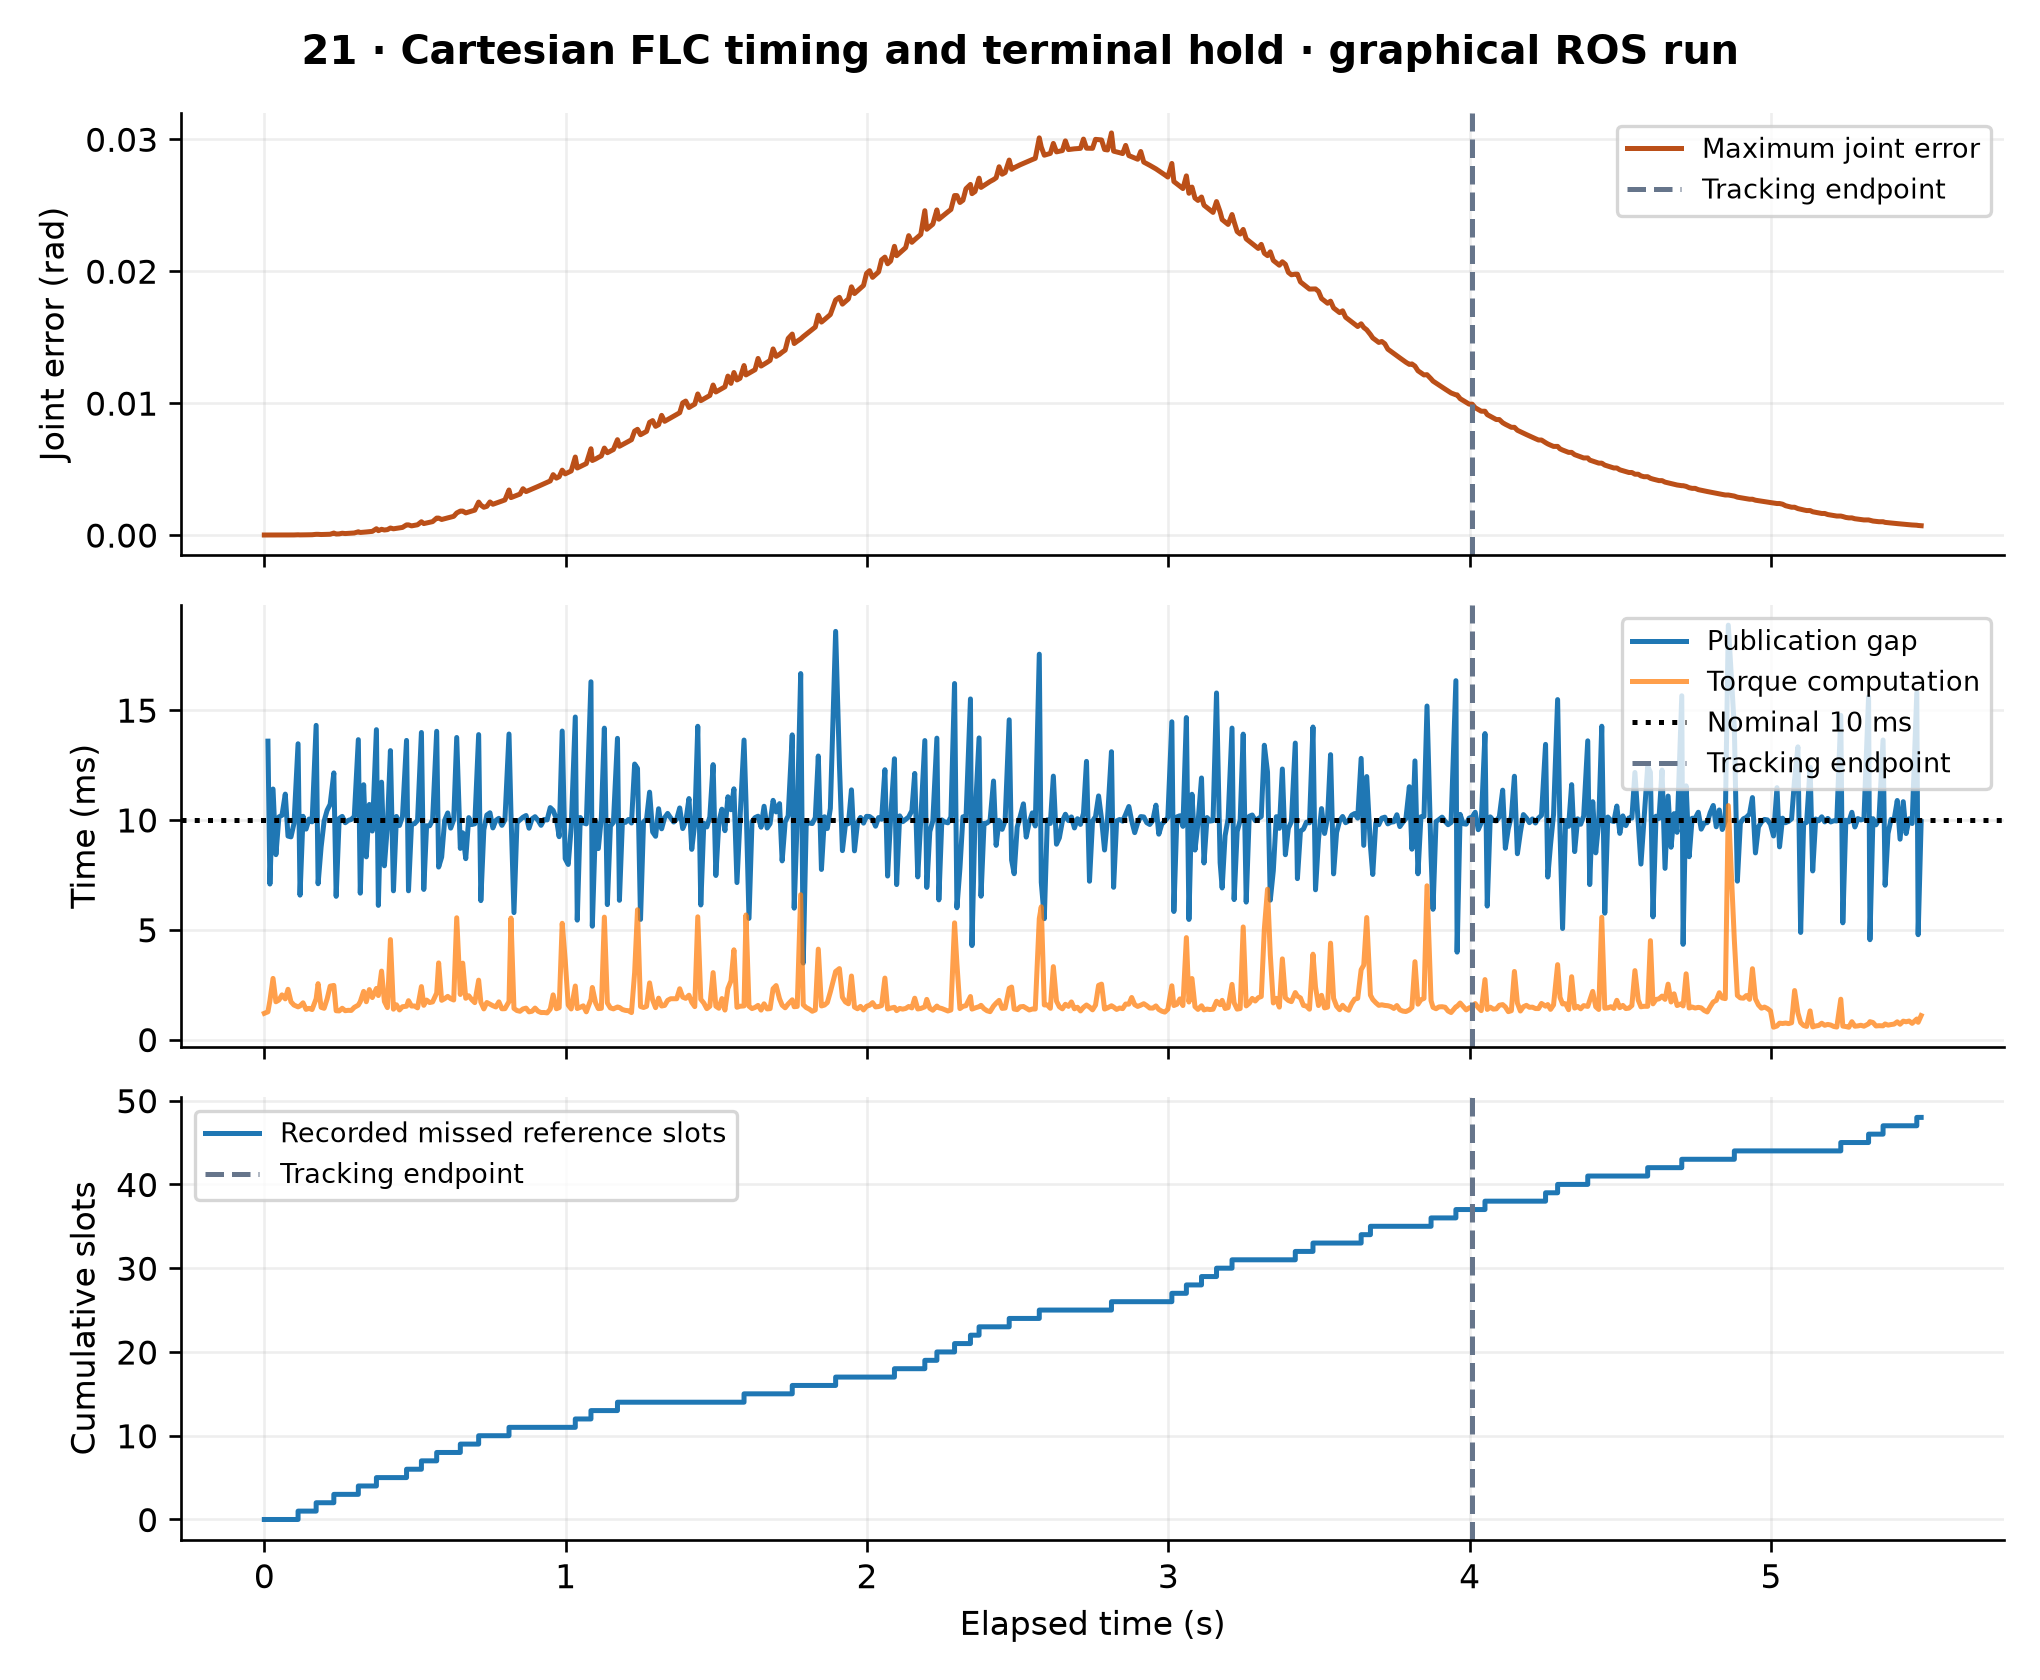 21 · Cartesian FLC timing and terminal hold · graphical ROS run
Joint error (rad)
0.03
0.02
0.01
0.00
Maximum joint error
Tracking endpoint
Time (ms)
15
10
5
0
Publication gap
Torque computation
Nominal 10 ms
Tracking endpoint
Cumulative slots
50
40
30
20
10
0
Recorded missed reference slots
Tracking endpoint
0 1 2 3 4 5
Elapsed time (s)